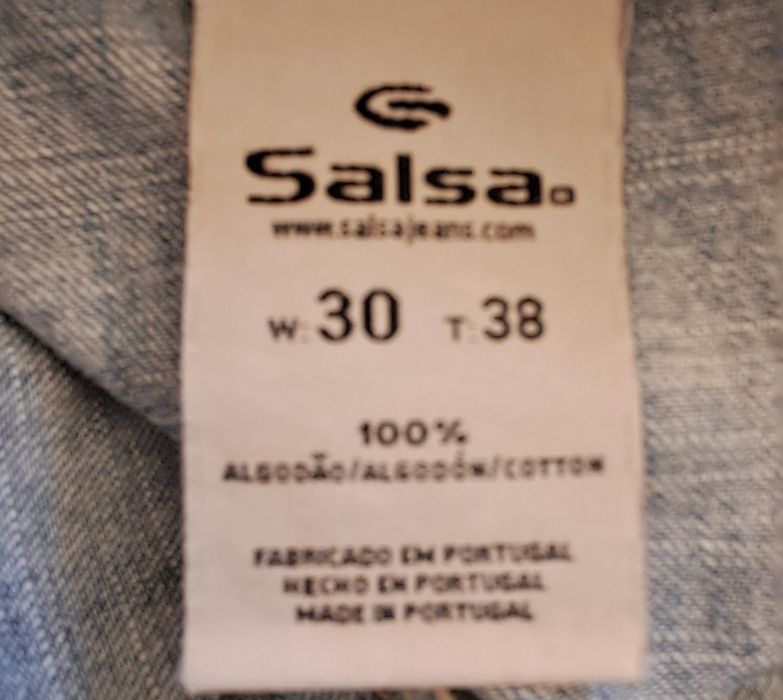 Salsa
www.salsajeans.com
W: 30 T: 38
100%
ALGODÃO/ALGODÓN/COTTON
FABRICADO EM PORTUGAL
HECHO EN PORTUGAL
MADE IN PORTUGAL